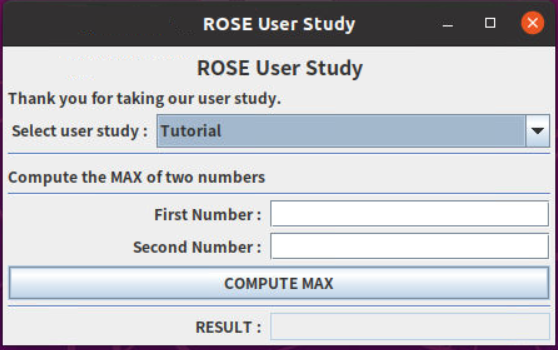 ROSE User Study
ROSE User Study
Thank you for taking our user study.
Select user study : Tutorial
Compute the MAX of two numbers
First Number :
Second Number :
COMPUTE MAX
RESULT :